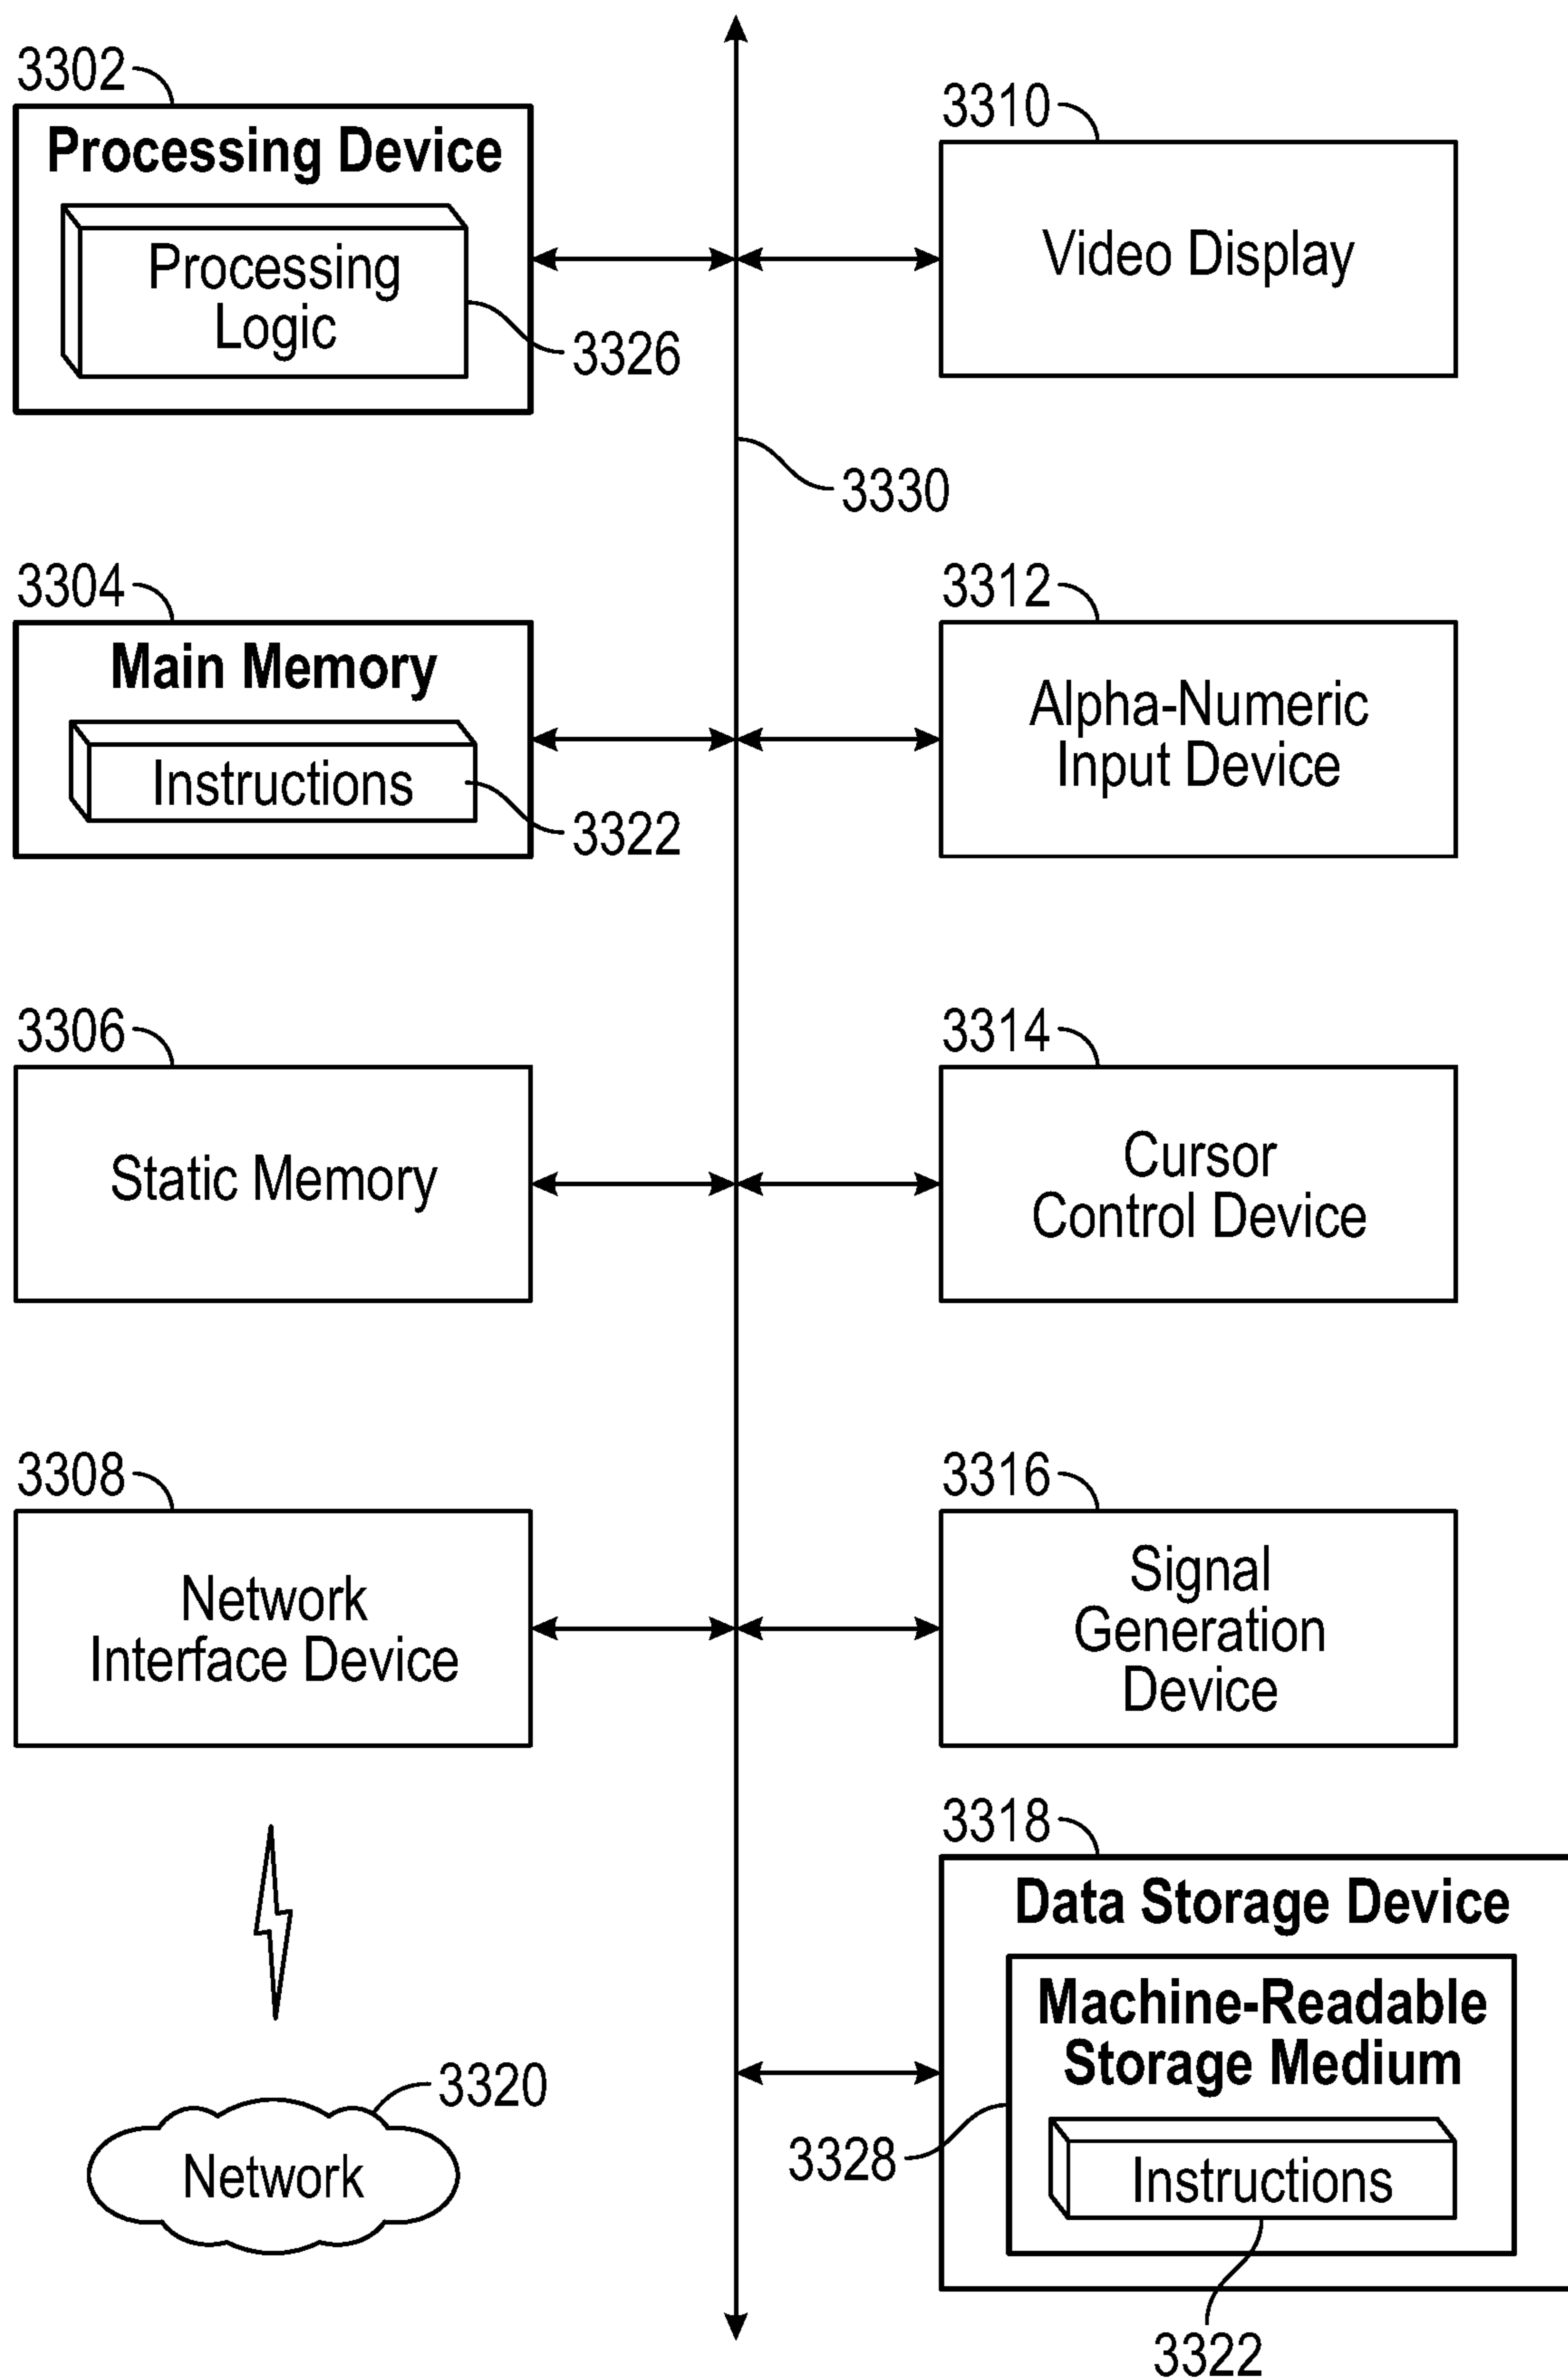 3302
Processing Device
Processing
Logic
3326
3310
Video Display
3330
3304
Main Memory
Instructions
3322
3312
Alpha-Numeric
Input Device
3306
Static Memory
3314
Cursor
Control Device
3308
Network
Interface Device
3316
Signal
Generation
Device
3318
Data Storage Device
Machine-Readable
Storage Medium
3328
Instructions
3322
3320
Network